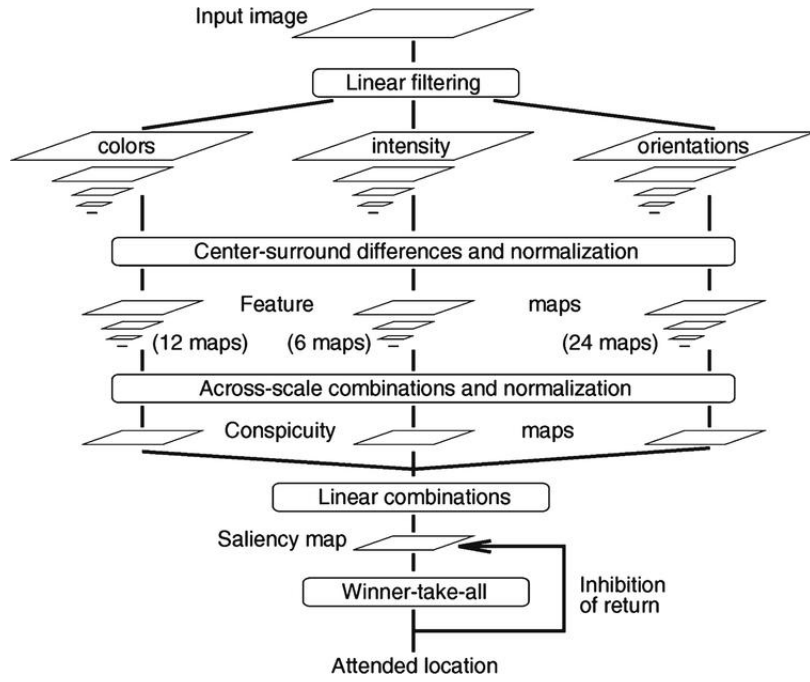 Input image
Linear filtering
colors
intensity
orientations
Center-surround differences and normalization
Feature maps
(12 maps)
(6 maps)
(24 maps)
Across-scale combinations and normalization
Conspicuity maps
Linear combinations
Saliency map
Winner-take-all
Inhibition
of return
Attended location